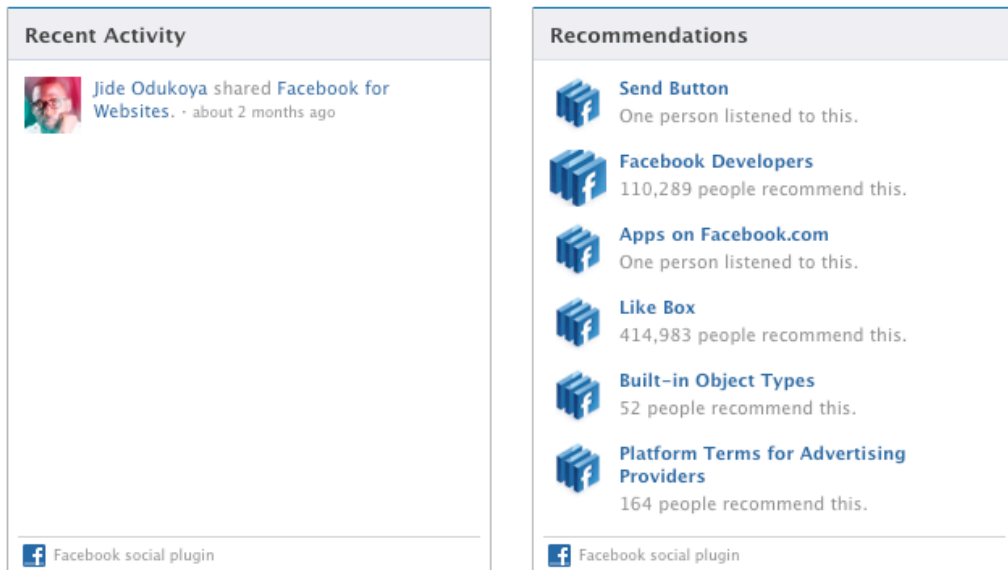 Recent Activity
Jide Odukoya shared Facebook for
Websites. · about 2 months ago
Facebook social plugin
Recommendations
Send Button
One person listened to this.
Facebook Developers
110,289 people recommend this.
Apps on Facebook.com
One person listened to this.
Like Box
414,983 people recommend this.
Built-in Object Types
52 people recommend this.
Platform Terms for Advertising
Providers
164 people recommend this.
Facebook social plugin